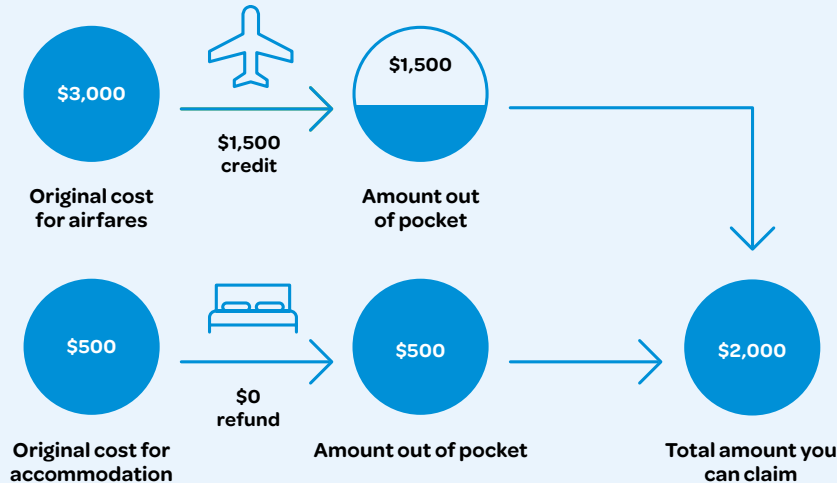 $3,000
$1,500
credit
$1,500
Original cost
for airfares
Amount out
of pocket
$500
$0
refund
$500
$2,000
Original cost for
accommodation
Amount out of pocket
Total amount you
can claim